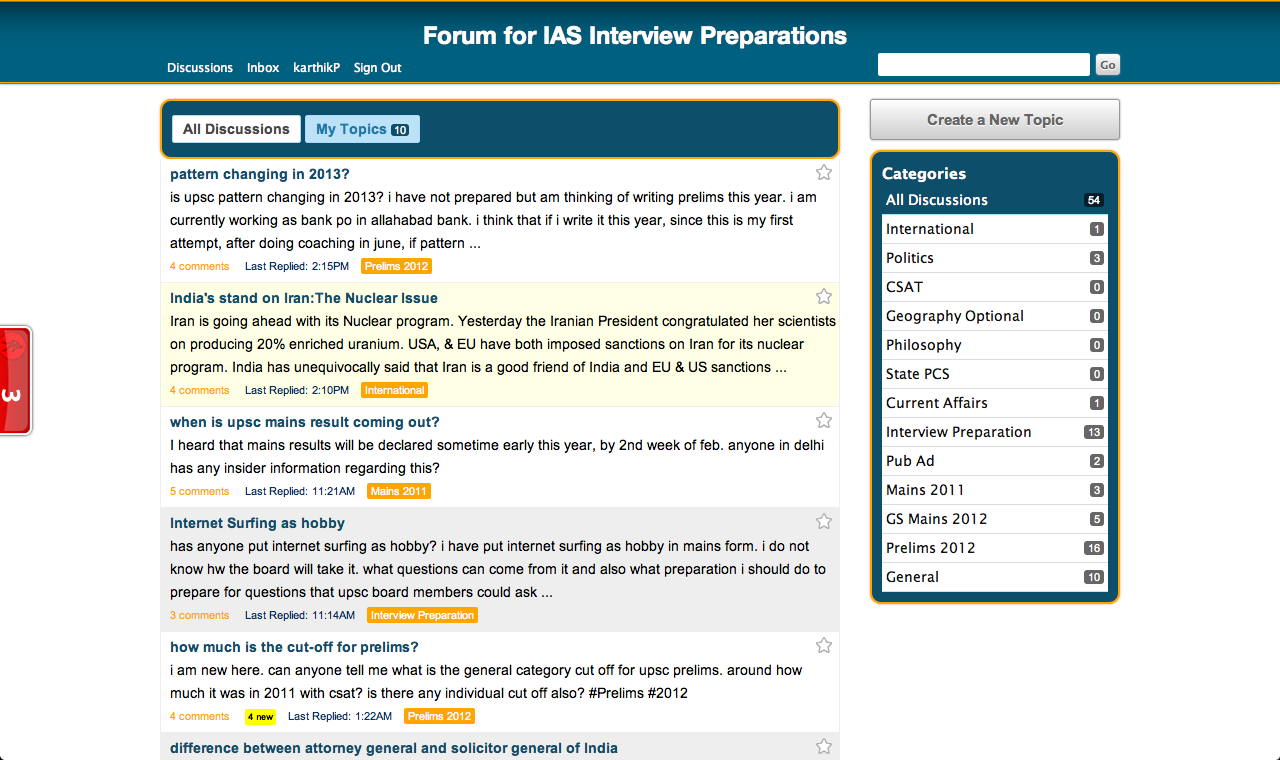 Forum for IAS Interview Preparations
Discussions Inbox karthikP Sign Out
Go
All Discussions My Topics 10
pattern changing in 2013?
is upsc pattern changing in 2013? i have not prepared but am thinking of writing prelims this year. i am
currently working as bank po in allahabad bank. i think that if i write it this year, since this is my first
attempt, after doing coaching in june, if pattern ...
4 comments Last Replied: 2:15PM Prelims 2012
India's stand on Iran:The Nuclear Issue
Iran is going ahead with its Nuclear program. Yesterday the Iranian President congratulated her scientists
on producing 20% enriched uranium. USA, & EU have both imposed sanctions on Iran for its nuclear
program. India has unequivocally said that Iran is a good friend of India and EU & US sanctions ...
4 comments Last Replied: 2:10PM International
when is upsc mains result coming out?
I heard that mains results will be declared sometime early this year, by 2nd week of feb. anyone in delhi
has any insider information regarding this?
5 comments Last Replied: 11:21AM Mains 2011
Internet Surfing as hobby
has anyone put internet surfing as hobby? i have put internet surfing as hobby in mains form. i do not
know hw the board will take it. what questions can come from it and also what preparation i should do to
prepare for questions that upsc board members could ask ...
3 comments Last Replied: 11:14AM Interview Preparation
how much is the cut-off for prelims?
i am new here. can anyone tell me what is the general category cut off for upsc prelims. around how
much it was in 2011 with csat? is there any individual cut off also? #Prelims #2012
4 comments 4 new Last Replied: 1:22AM Prelims 2012
difference between attorney general and solicitor general of India
Create a New Topic
Categories
All Discussions 54
International 1
Politics 3
CSAT 0
Geography Optional 0
Philosophy 0
State PCS 0
Current Affairs 1
Interview Preparation 13
Pub Ad 2
Mains 2011 3
GS Mains 2012 5
Prelims 2012 16
General 10
3